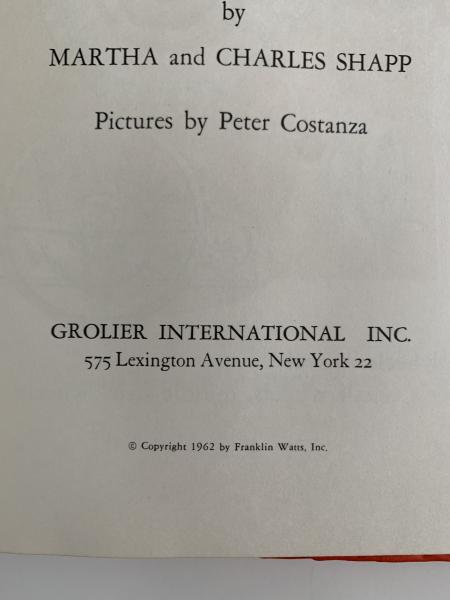 by
MARTHA and CHARLES SHAPP
Pictures by Peter Costanza
GROLIER INTERNATIONAL INC.
575 Lexington Avenue, New York 22
© Copyright 1962 by Franklin Watts, Inc.